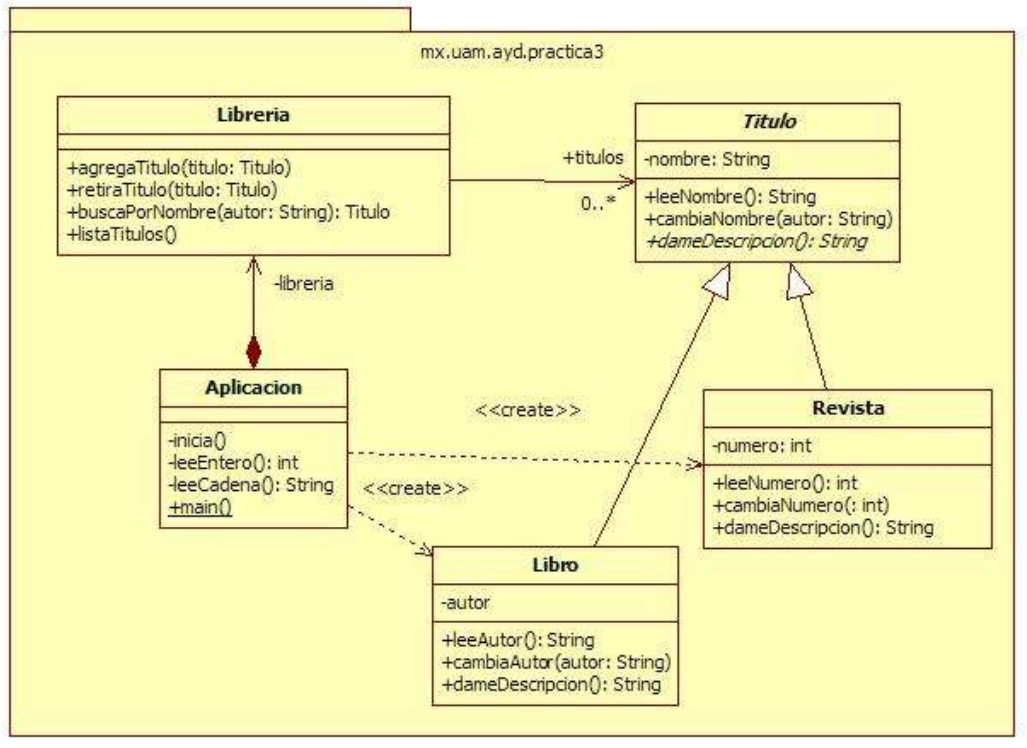 mx.uam.ayd.practica3
Libreria
+agregaTitulo(titulo: Titulo)
+retiraTitulo(titulo: Titulo)
+buscaPorNombre(autor: String): Titulo
+listaTitulos()
+titulos
0..*
Titulo
-nombre: String
+leeNombre(): String
+cambiaNombre(autor: String)
+dameDescripcion(): String
-libreria
Aplicacion
-inicia()
-leeEntero(): int
-leeCadena(): String
+main()
<<create>>
<<create>>
Revista
-numero: int
+leeNumero(): int
+cambiaNumero(: int)
+dameDescripcion(): String
Libro
-autor
+leeAutor(): String
+cambiaAutor(autor: String)
+dameDescripcion(): String